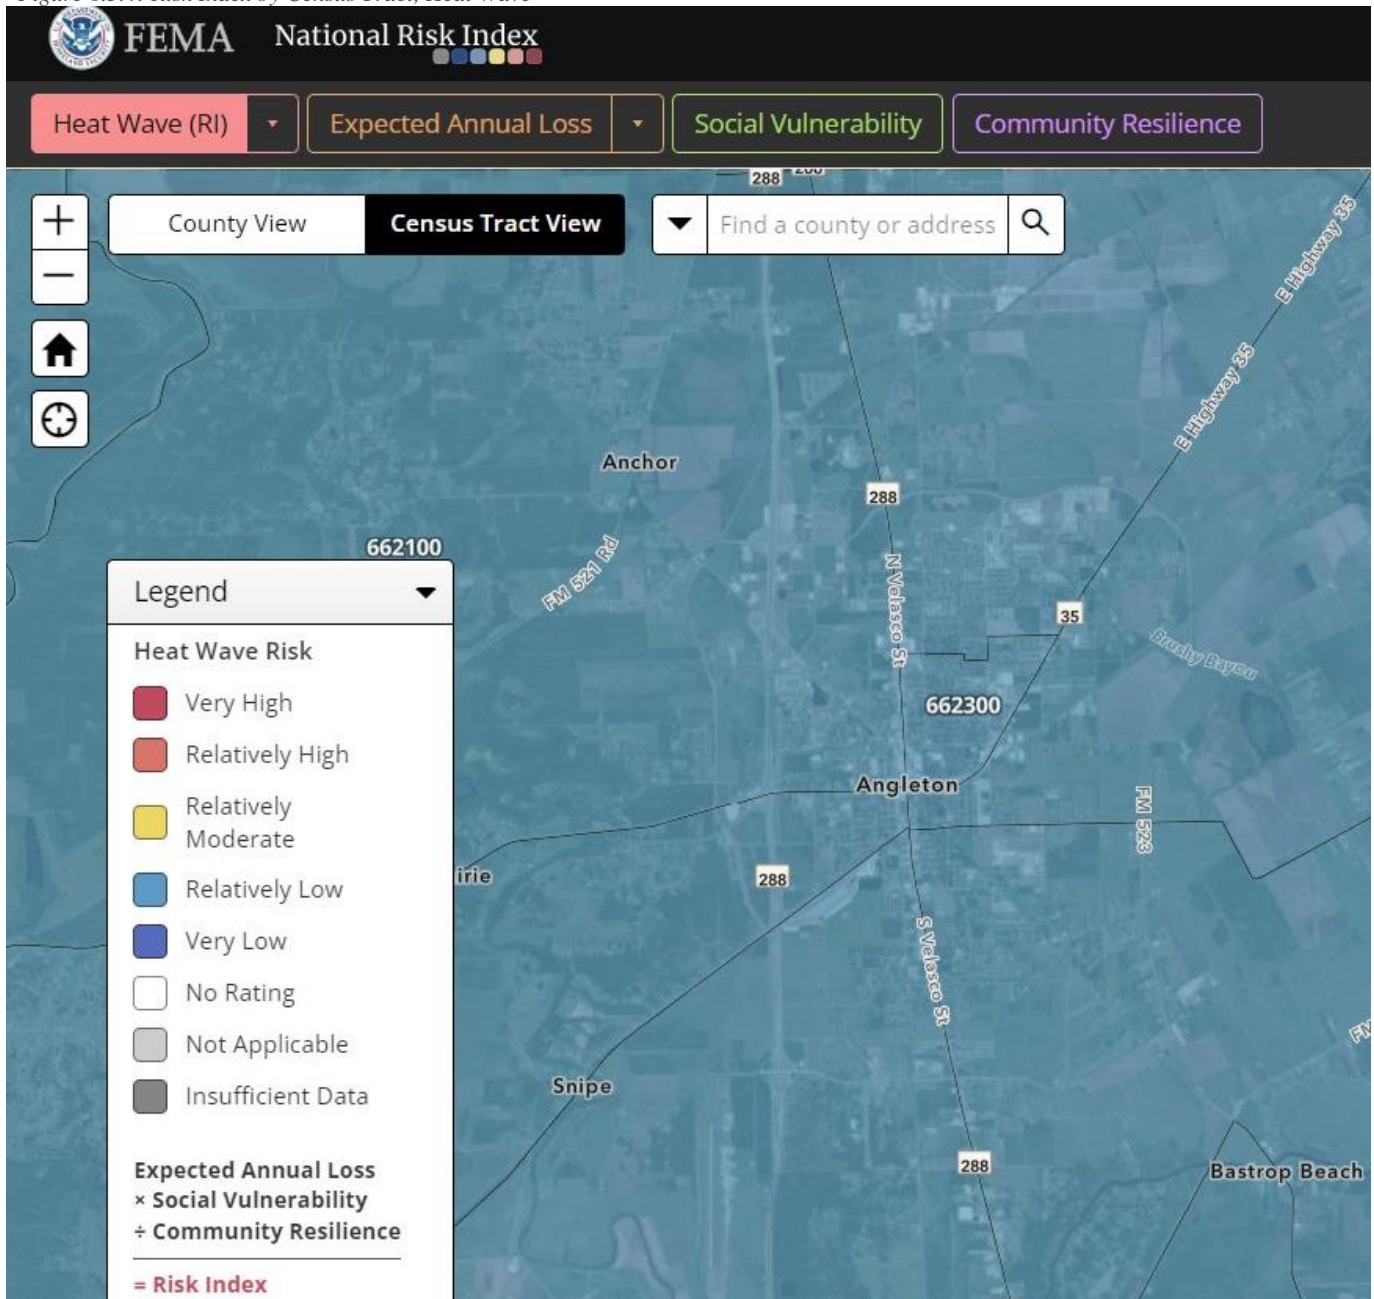 FEMA National Risk Index
Heat Wave (RI) Expected Annual Loss Social Vulnerability Community Resilience
288
County View Census Tract View Find a county or address
E Highway 35
E Highway 35
Anchor
288
662100
FM 521 Rd
N Velasco St
35
Brushy Bayou
662300
Angleton
FM 523
irie
288
S Velasco St
FM
Snipe
288
Bastrop Beach
Legend
Heat Wave Risk
Very High
Relatively High
Relatively
Moderate
Relatively Low
Very Low
No Rating
Not Applicable
Insufficient Data
Expected Annual Loss
× Social Vulnerability
÷ Community Resilience
= Risk Index